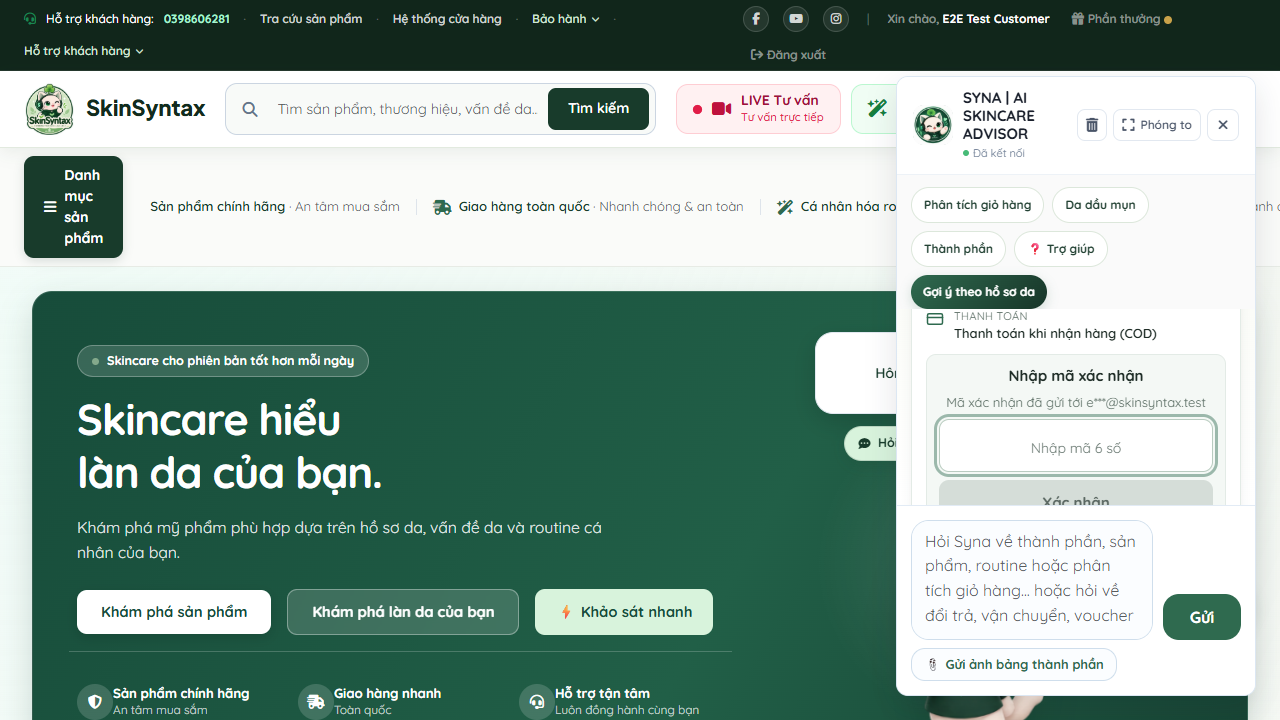 Hỗ trợ khách hàng: 0398606281 · Tra cứu sản phẩm · Hệ thống cửa hàng · Bảo hành ·
Hỗ trợ khách hàng
Xin chào, E2E Test Customer
Phần thưởng
Đăng xuất
SkinSyntax
SkinSyntax
Tìm sản phẩm, thương hiệu, vấn đề da..
Tìm kiếm
LIVE Tư vấn
Tư vấn trực tiếp
Danh
mục
sản
phẩm
Sản phẩm chính hãng · An tâm mua sắm
Giao hàng toàn quốc · Nhanh chóng & an toàn
Cá nhân hóa
Skincare cho phiên bản tốt hơn mỗi ngày
Skincare hiểu
làn da của bạn.
Khám phá mỹ phẩm phù hợp dựa trên hồ sơ da, vấn đề da và routine cá
nhân của bạn.
Khám phá sản phẩm
Khám phá làn da của bạn
Khảo sát nhanh
Sản phẩm chính hãng
An tâm mua sắm
Giao hàng nhanh
Toàn quốc
Hỗ trợ tận tâm
Luôn đồng hành cùng bạn
SYNA | AI
SKINCARE
ADVISOR
Đã kết nối
Phóng to
Phân tích giỏ hàng
Da dầu mụn
Thành phần
Trợ giúp
Gợi ý theo hồ sơ da
THANH TOÁN
Thanh toán khi nhận hàng (COD)
Nhập mã xác nhận
Mã xác nhận đã gửi tới e***@skinsyntax.test
Nhập mã 6 số
Xác nhận
Hỏi Syna về thành phần, sản
phẩm, routine hoặc phân
tích giỏ hàng... hoặc hỏi về
đổi trả, vận chuyển, voucher
Gửi
Gửi ảnh bảng thành phần